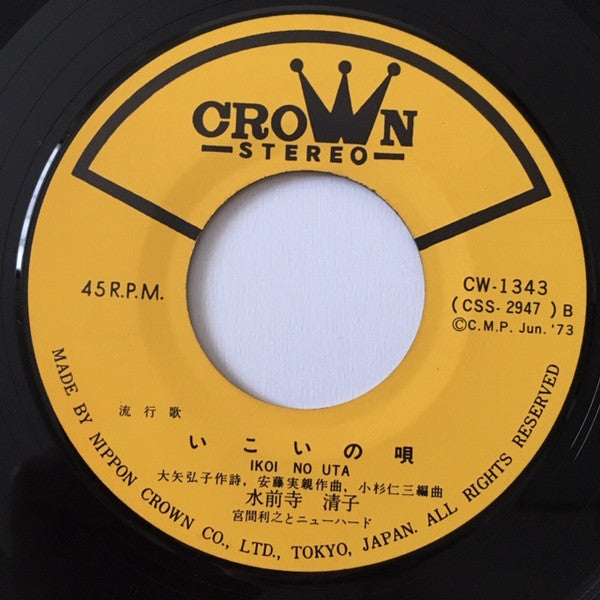 CROWN
STEREO
45 R.P.M.
CW-1343
(CSS-2947 ) B
©C.M.P. Jun. '73
流行歌
いこいの唄
IKOI NO UTA
大矢弘子作詩, 安藤実親作曲, 小杉仁三編曲
水前寺 清子
宮間利之とニューハード
MADE BY NIPPON CROWN CO., LTD., TOKYO, JAPAN. ALL RIGHTS RESERVED